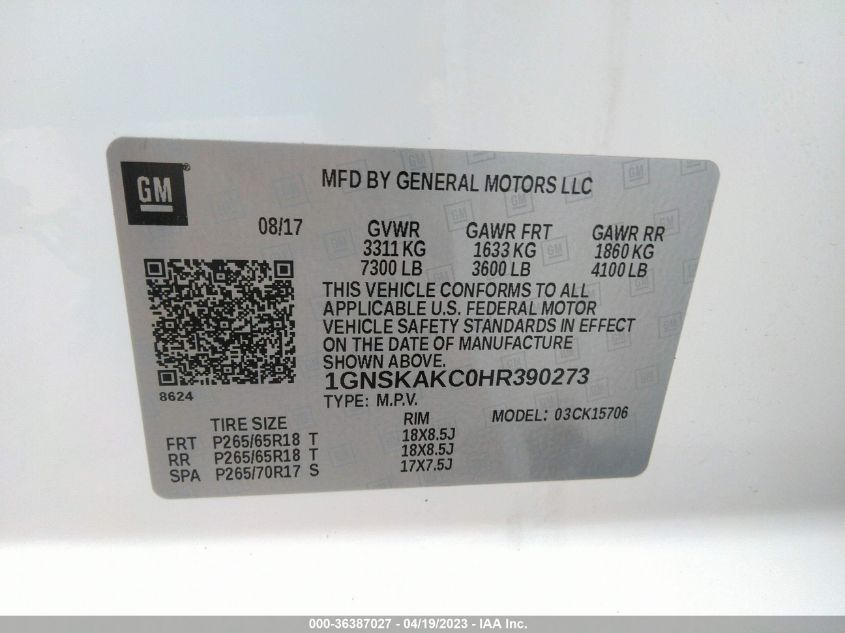 GM®
MFD BY GENERAL MOTORS LLC
08/17
GVWR GAWR FRT GAWR RR
3311 KG 1633 KG 1860 KG
7300 LB 3600 LB 4100 LB
THIS VEHICLE CONFORMS TO ALL
APPLICABLE U.S. FEDERAL MOTOR
VEHICLE SAFETY STANDARDS IN EFFECT
ON THE DATE OF MANUFACTURE
SHOWN ABOVE.
1GNSKAKC0HR390273
8624
TYPE: M.P.V.
MODEL: 03CK15706
TIRE SIZE RIM
FRT P265/65R18 T 18X8.5J
RR P265/65R18 T 18X8.5J
SPA P265/70R17 S 17X7.5J
000-36387027 - 04/19/2023 - IAA Inc.